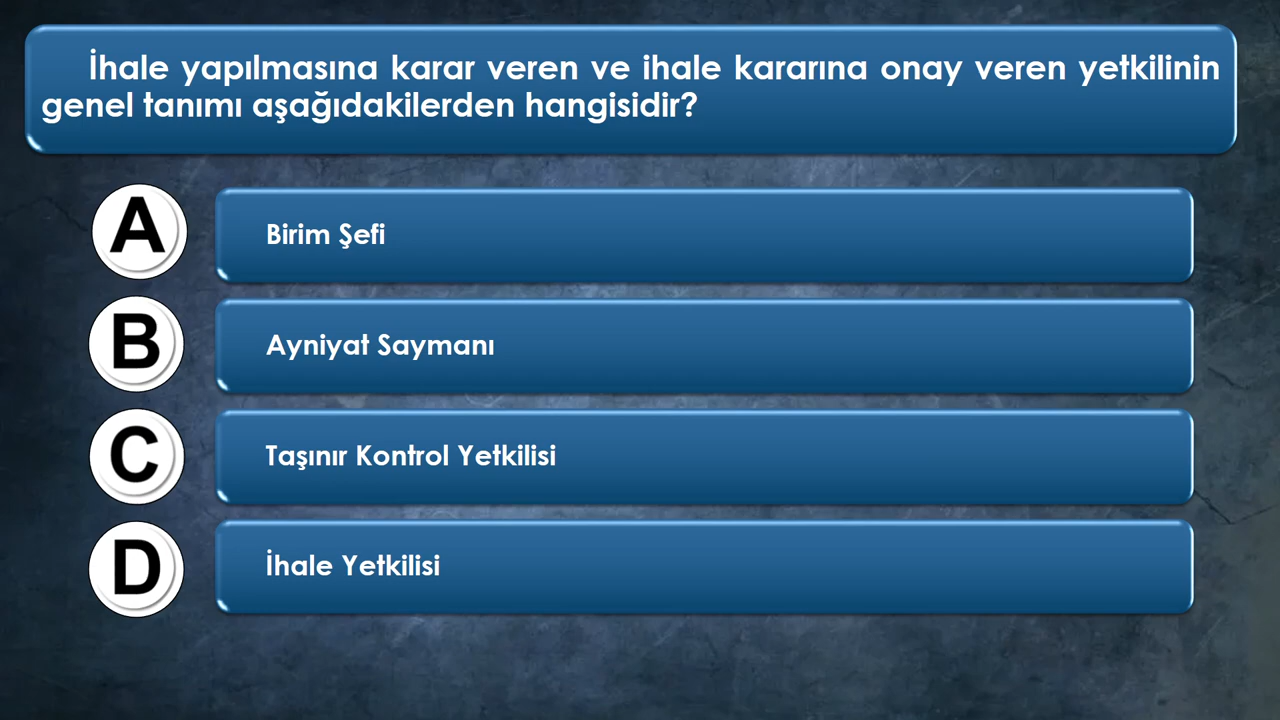 İhale yapılmasına karar veren ve ihale kararına onay veren yetkilinin
genel tanımı aşağıdakilerden hangisidir?
A
Birim Şefi
B
Ayniyat Saymanı
C
Taşınır Kontrol Yetkilisi
D
İhale Yetkilisi